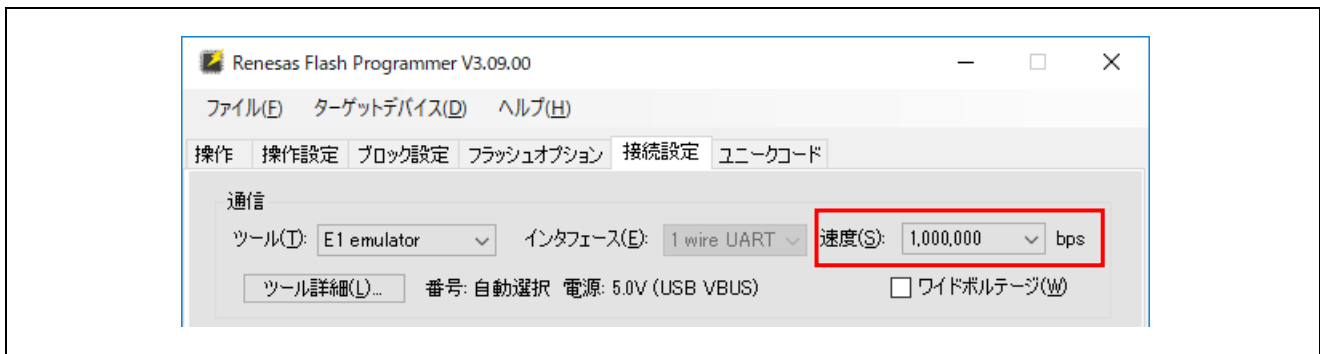 Renesas Flash Programmer V3.09.00
ファイル(F) ターゲットデバイス(D) ヘルプ(H)
操作 操作設定 ブロック設定 フラッシュオプション 接続設定 ユニークコード
通信
ツール(T): E1 emulator インタフェース(E): 1 wire UART 速度(S): 1,000,000 bps
ツール詳細(L)... 番号: 自動選択 電源: 5.0V (USB VBUS) ワイドボルテージ(W)